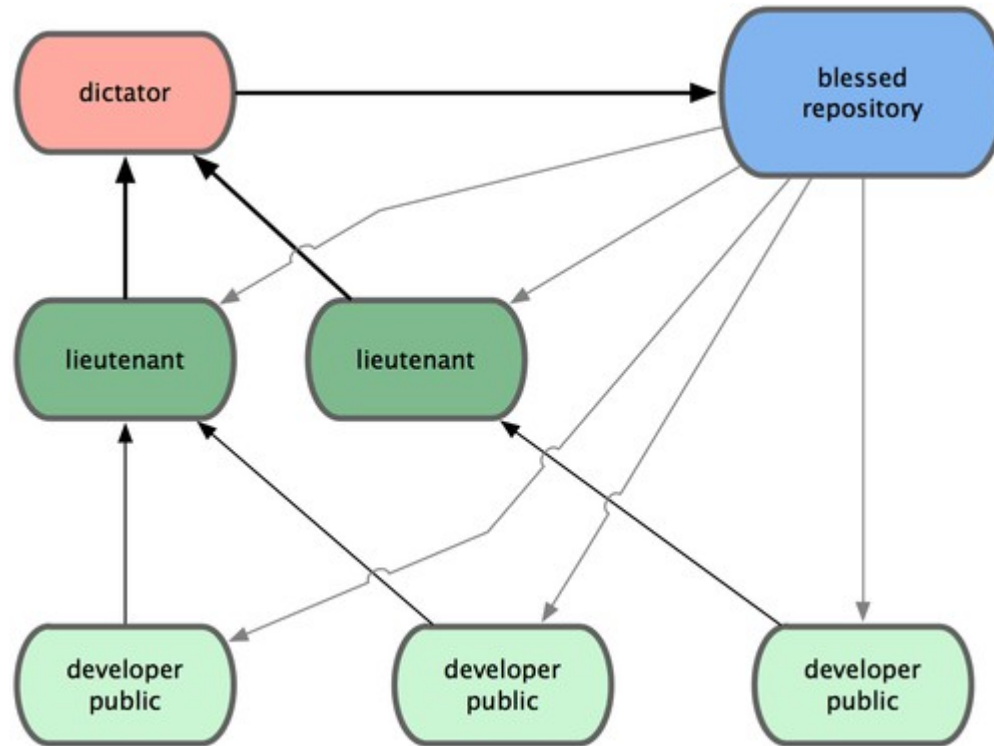 dictator
blessed
repository
lieutenant
lieutenant
developer
public
developer
public
developer
public